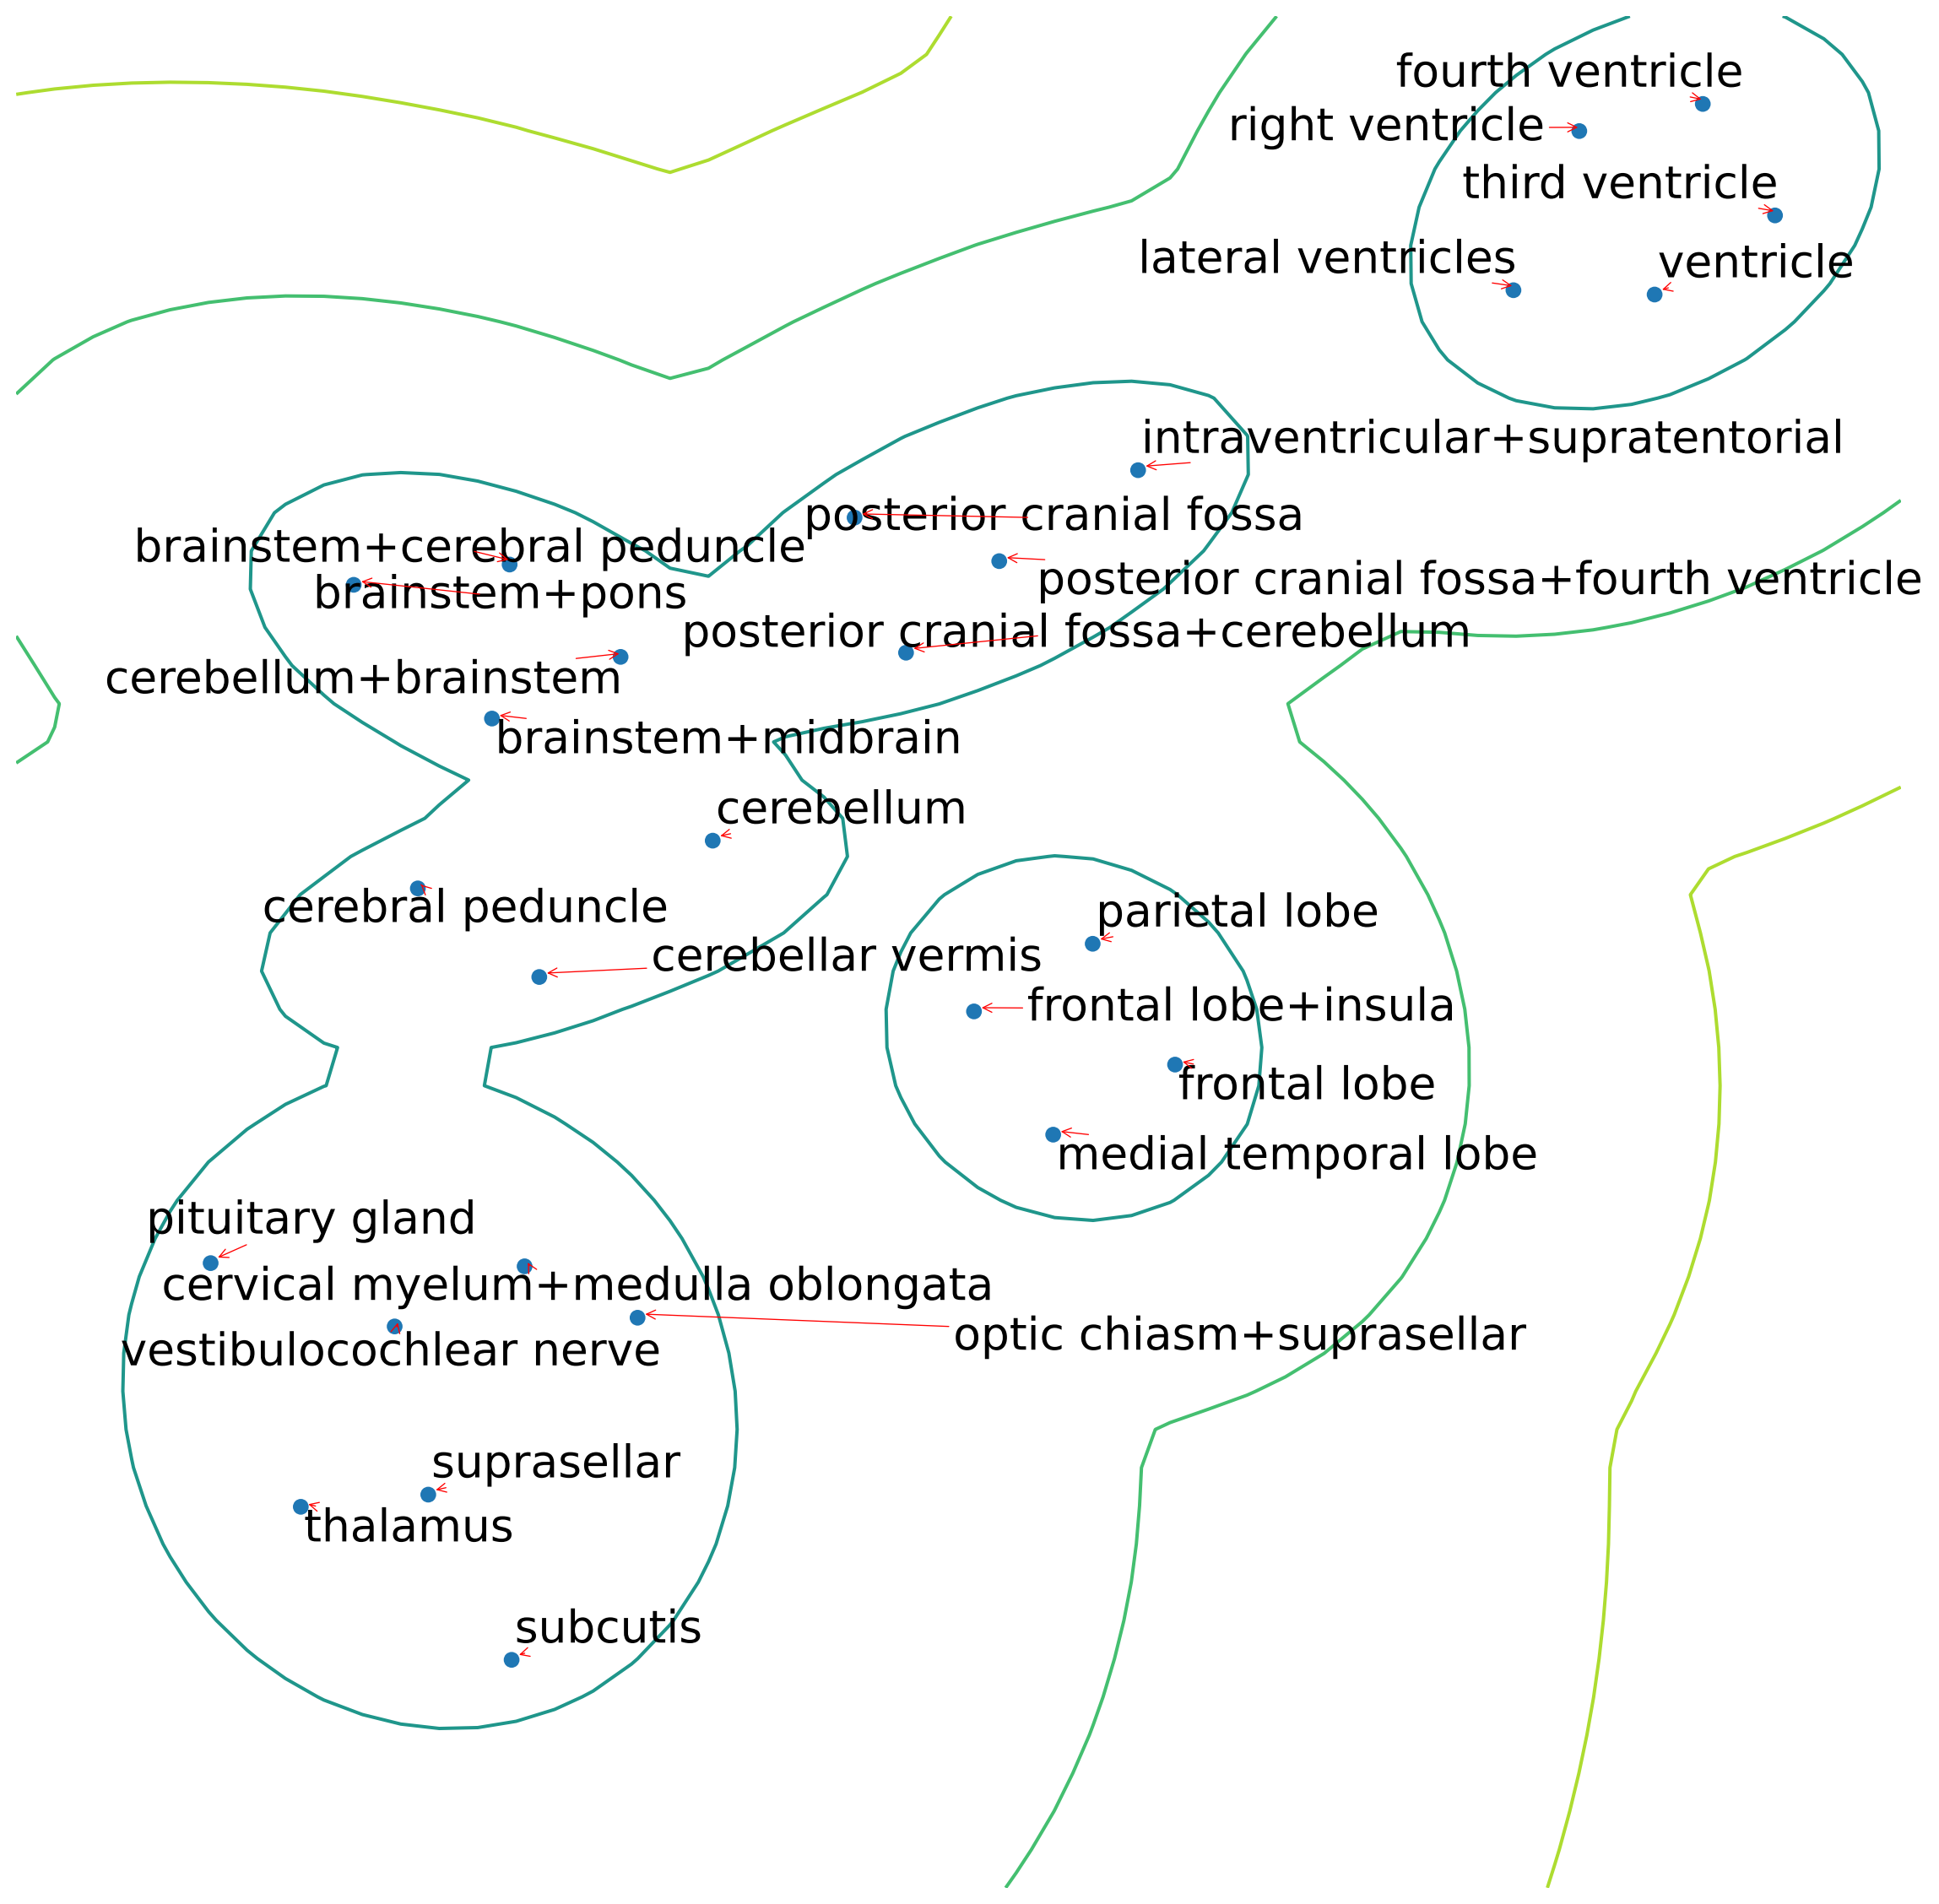 fourth ventricle
right ventricle
third ventricle
lateral ventricles
ventricle
intraventricular+supratentorial
posterior cranial fossa
brainstem+cerebral peduncle
brainstem+pons
posterior cranial fossa+fourth ventricle
posterior cranial fossa+cerebellum
cerebellum+brainstem
brainstem+midbrain
cerebellum
cerebral peduncle
parietal lobe
cerebellar vermis
frontal lobe+insula
frontal lobe
medial temporal lobe
pituitary gland
cervical myelum+medulla oblongata
optic chiasm+suprasellar
vestibulocochlear nerve
suprasellar
thalamus
subcutis